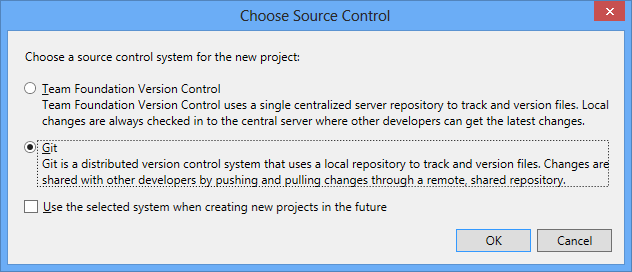 Choose Source Control
Choose a source control system for the new project:
Team Foundation Version Control
Team Foundation Version Control uses a single centralized server repository to track and version files. Local
changes are always checked in to the central server where other developers can get the latest changes.
Git
Git is a distributed version control system that uses a local repository to track and version files. Changes are
shared with other developers by pushing and pulling changes through a remote, shared repository.
Use the selected system when creating new projects in the future
OK
Cancel